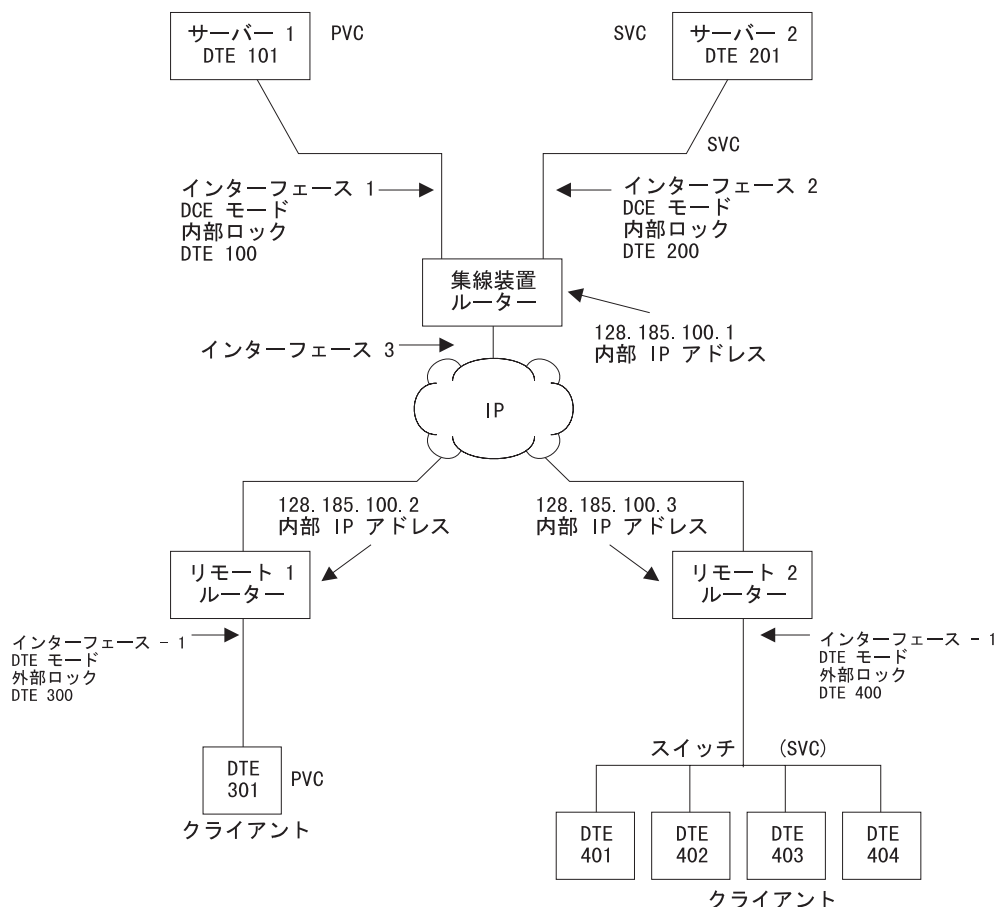 サーバー 1
DTE 101
PVC
SVC
サーバー 2
DTE 201
SVC
インターフェース 1
DCE モード
内部ロック
DTE 100
インターフェース 2
DCE モード
内部ロック
DTE 200
集線装置
ルーター
128.185.100.1
内部 IP アドレス
インターフェース 3
IP
128.185.100.2
内部 IP アドレス
128.185.100.3
内部 IP アドレス
リモート 1
ルーター
リモート 2
ルーター
インターフェース - 1
DTE モード
外部ロック
DTE 300
インターフェース - 1
DTE モード
外部ロック
DTE 400
スイッチ (SVC)
DTE
301
PVC
クライアント
DTE
401
DTE
402
DTE
403
DTE
404
クライアント